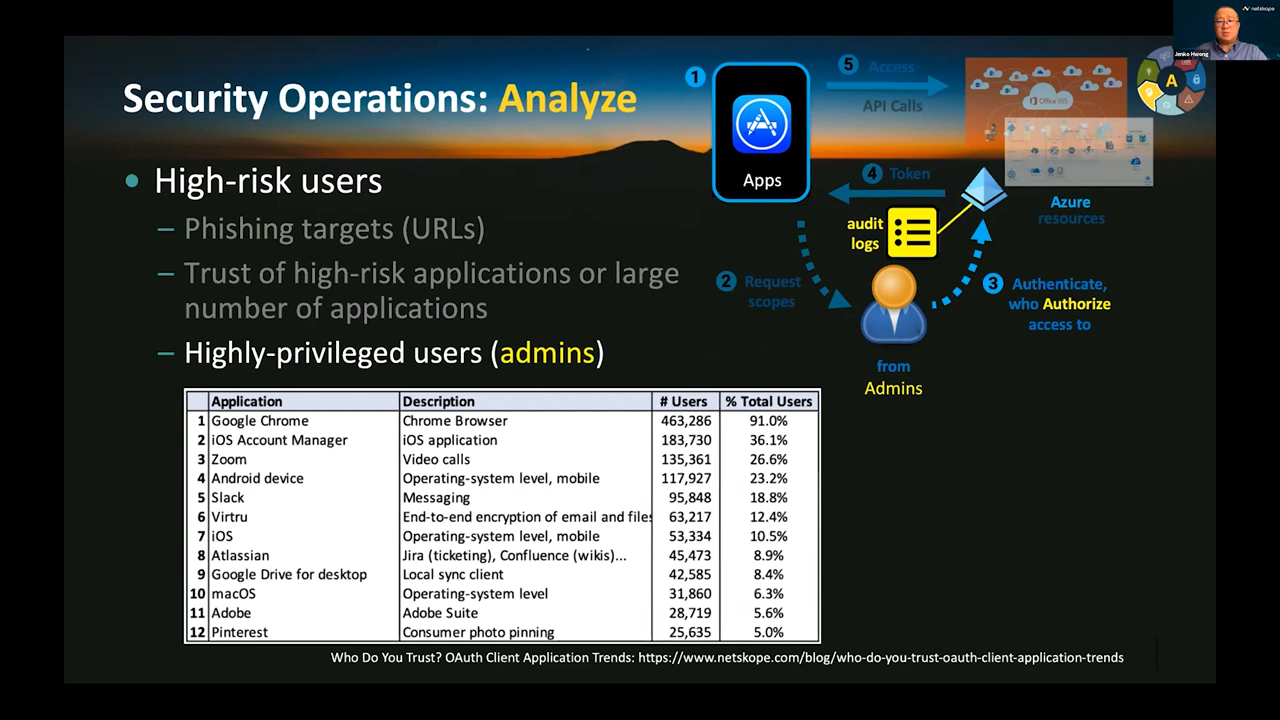 netskope
Jenko Hwong
Security Operations: Analyze
High-risk users
– Phishing targets (URLs)
– Trust of high-risk applications or large
number of applications
– Highly-privileged users (admins)
1
Apps
5 Access
API Calls
Office 365
A
4 Token
audit
logs
Azure
resources
2 Request
scopes
3 Authenticate,
who Authorize
access to
from
Admins
Application Description # Users % Total Users
1 Google Chrome Chrome Browser 463,286 91.0%
2 iOS Account Manager iOS application 183,730 36.1%
3 Zoom Video calls 135,361 26.6%
4 Android device Operating-system level, mobile 117,927 23.2%
5 Slack Messaging 95,848 18.8%
6 Virtru End-to-end encryption of email and files 63,217 12.4%
7 iOS Operating-system level, mobile 53,334 10.5%
8 Atlassian Jira (ticketing), Confluence (wikis)... 45,473 8.9%
9 Google Drive for desktop Local sync client 42,585 8.4%
10 macOS Operating-system level 31,860 6.3%
11 Adobe Adobe Suite 28,719 5.6%
12 Pinterest Consumer photo pinning 25,635 5.0%
Who Do You Trust? OAuth Client Application Trends: https://www.netskope.com/blog/who-do-you-trust-oauth-client-application-trends